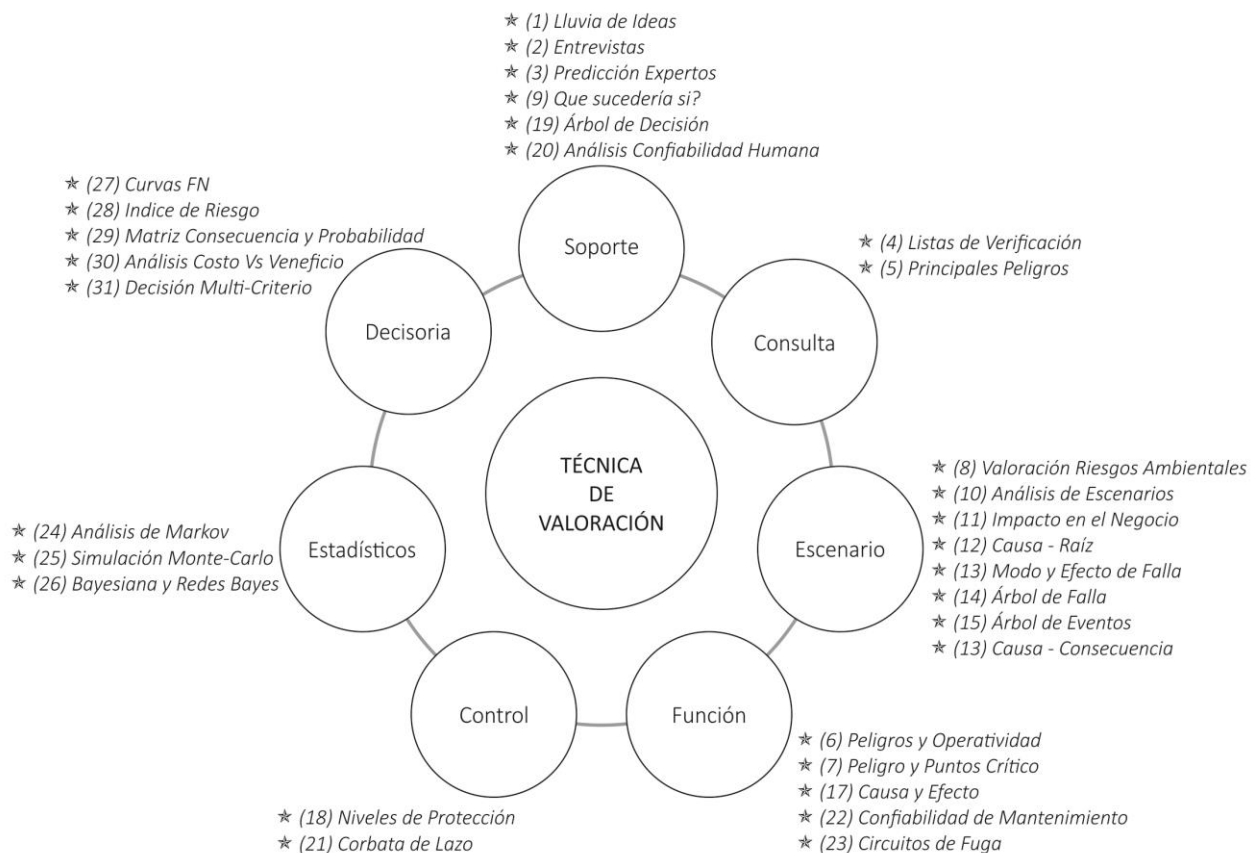 ✯ (1) Lluvia de Ideas
✯ (2) Entrevistas
✯ (3) Predicción Expertos
✯ (9) Que sucedería si?
✯ (19) Árbol de Decisión
✯ (20) Análisis Confiabilidad Humana
✯ (27) Curvas FN
✯ (28) Indice de Riesgo
✯ (29) Matriz Consecuencia y Probabilidad
✯ (30) Análisis Costo Vs Veneficio
✯ (31) Decisión Multi-Criterio
Soporte
✯ (4) Listas de Verificación
✯ (5) Principales Peligros
Decisoria
Consulta
TÉCNICA
DE
VALORACIÓN
✯ (8) Valoración Riesgos Ambientales
✯ (10) Análisis de Escenarios
✯ (11) Impacto en el Negocio
✯ (12) Causa - Raíz
✯ (13) Modo y Efecto de Falla
✯ (14) Árbol de Falla
✯ (15) Árbol de Eventos
✯ (13) Causa - Consecuencia
Escenario
✯ (24) Análisis de Markov
✯ (25) Simulación Monte-Carlo
✯ (26) Bayesiana y Redes Bayes
Estadísticos
Control
Función
✯ (6) Peligros y Operatividad
✯ (7) Peligro y Puntos Crítico
✯ (17) Causa y Efecto
✯ (22) Confiabilidad de Mantenimiento
✯ (23) Circuitos de Fuga
✯ (18) Niveles de Protección
✯ (21) Corbata de Lazo